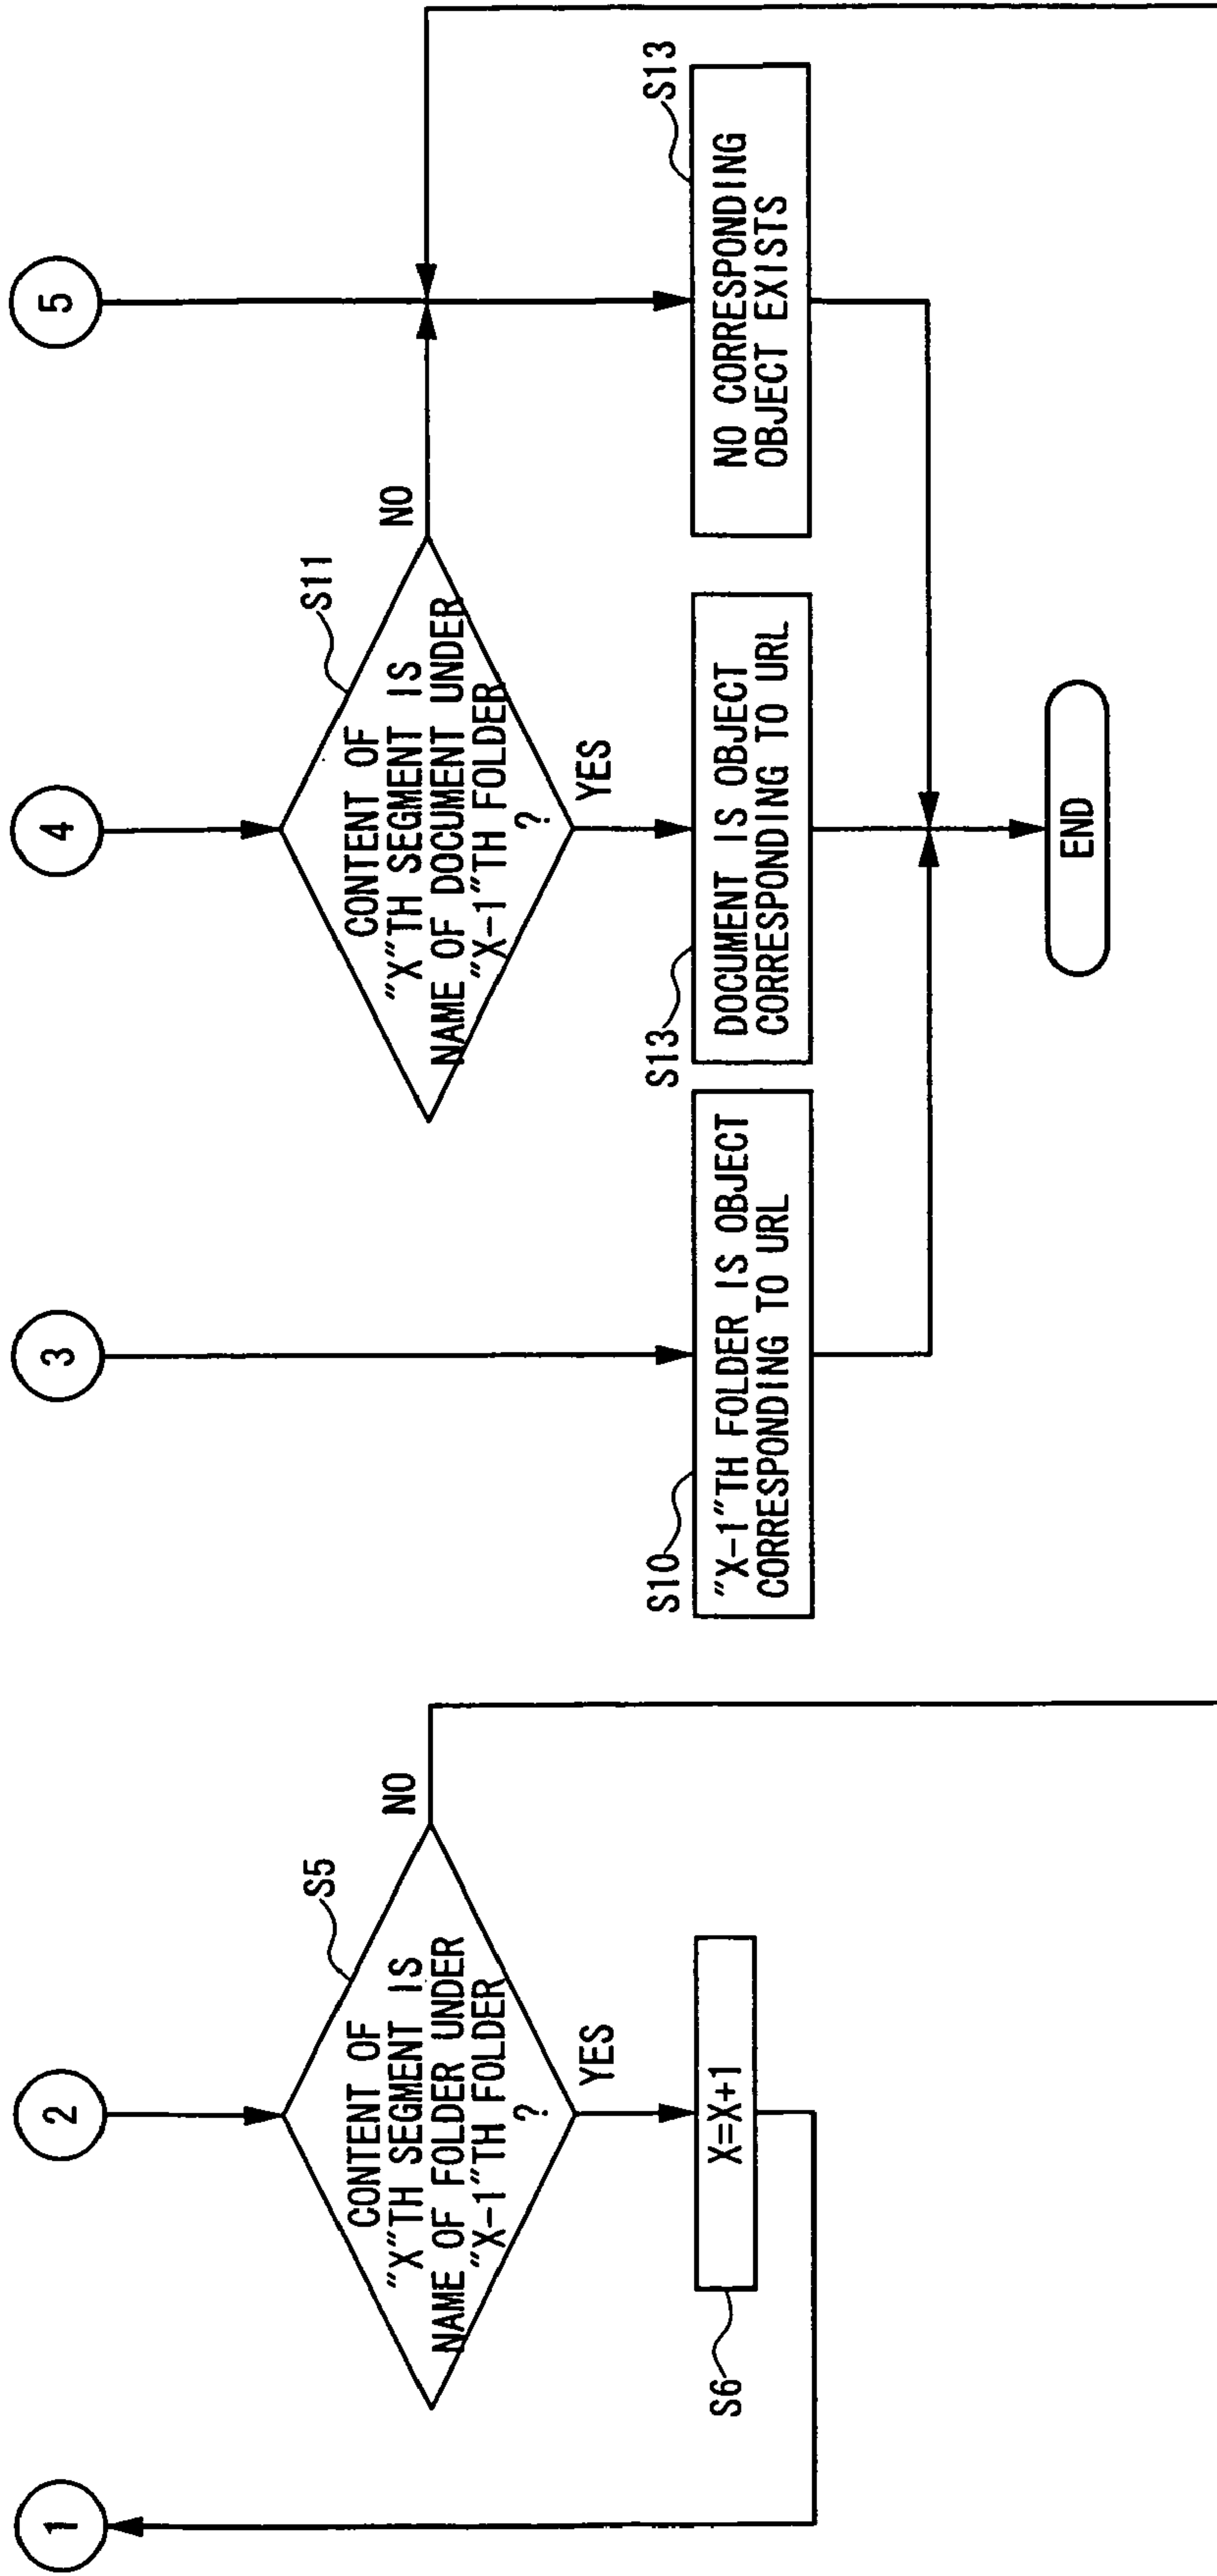 1
2
3
4
5
CONTENT OF
"X"TH SEGMENT IS
NAME OF FOLDER UNDER
"X-1"TH FOLDER
?
S5
NO
YES
X=X+1
S6
CONTENT OF
"X"TH SEGMENT IS
NAME OF DOCUMENT UNDER
"X-1"TH FOLDER
?
S11
NO
YES
S10
"X-1"TH FOLDER IS OBJECT
CORRESPONDING TO URL
S13
DOCUMENT IS OBJECT
CORRESPONDING TO URL
S13
NO CORRESPONDING
OBJECT EXISTS
END